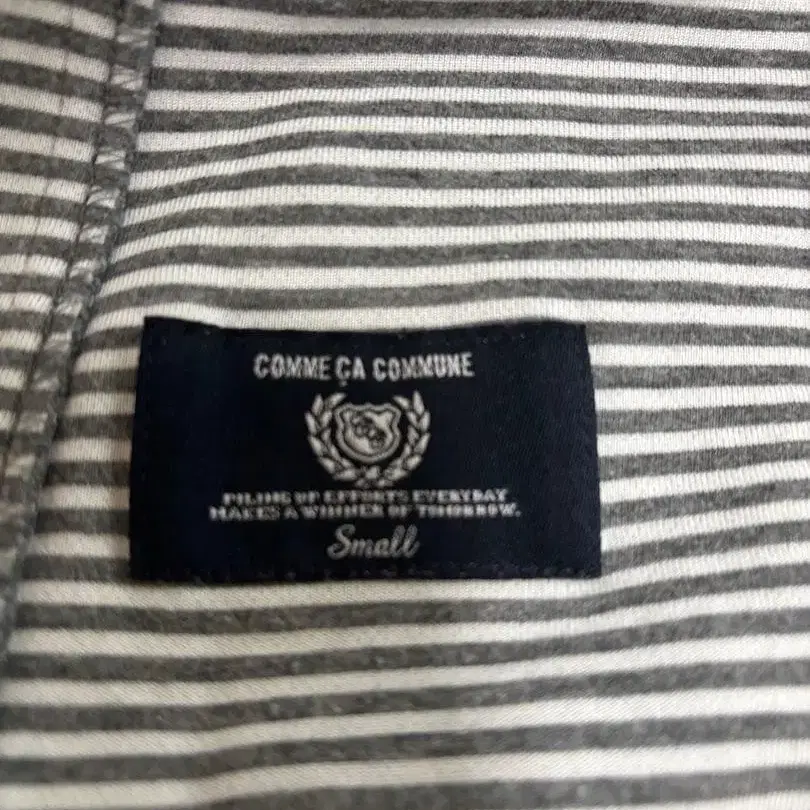 COMME ÇA COMMUNE
PILING UP EFFORTS EVERYDAY
MAKES A WINNER OF TOMORROW.
Small